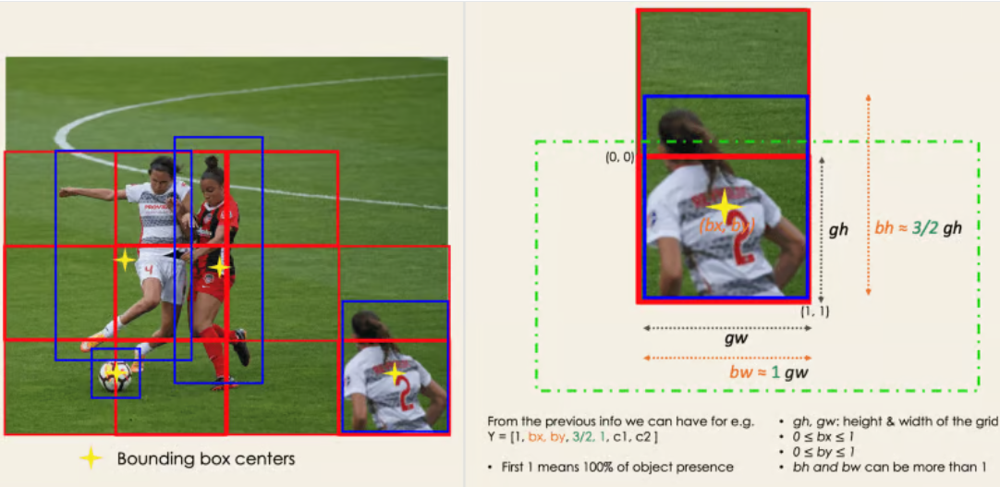 Bounding box centers
(0, 0)
(bx, by)
2
4
2
gh
bh ≈ 3/2 gh
(1, 1)
gw
bw ≈ 1 gw
From the previous info we can have for e.g.
Y = [1, bx, by, 3/2, 1, c1, c2 ]
• First 1 means 100% of object presence
• gh, gw: height & width of the grid
• 0 ≤ bx ≤ 1
• 0 ≤ by ≤ 1
• bh and bw can be more than 1